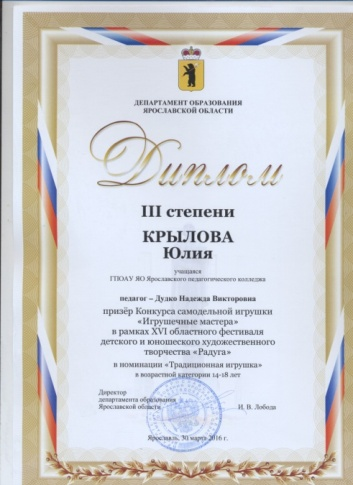 ДЕПАРТАМЕНТ ОБРАЗОВАНИЯ
ЯРОСЛАВСКОЙ ОБЛАСТИ
Диплом
III степени
КРЫЛОВА
Юлия
учащаяся
ГПОАУ ЯО Ярославского педагогического колледжа
педагог – Дудко Надежда Викторовна
призёр Конкурса самодельной игрушки
«Игрушечные мастера»
в рамках XVI областного фестиваля
детского и юношеского художественного
творчества «Радуга»
в номинации «Традиционная игрушка»
в возрастной категории 14-18 лет
Директор
департамента образования
Ярославской области И. В. Лобода
Ярославль, 30 марта 2016 г.